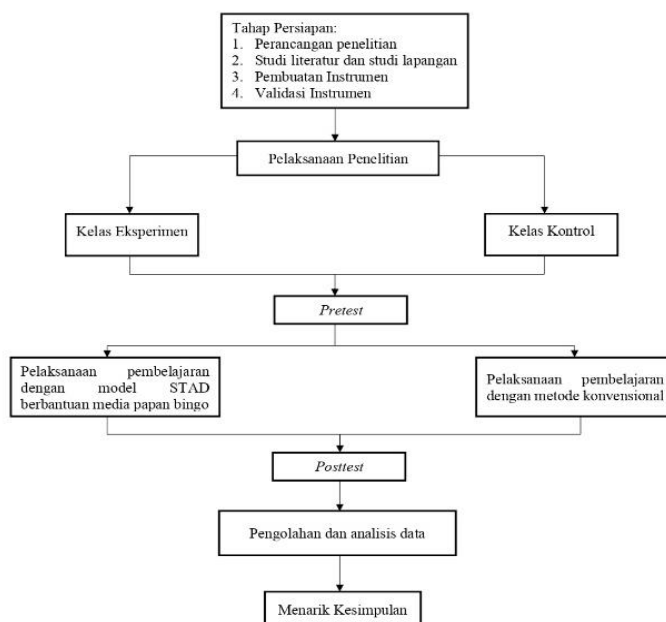 Tahap Persiapan:
1. Perancangan penelitian
2. Studi literatur dan studi lapangan
3. Pembuatan Instrumen
4. Validasi Instrumen
Pelaksanaan Penelitian
Kelas Eksperimen
Kelas Kontrol
Pretest
Pelaksanaan pembelajaran
dengan model STAD
berbantuan media papan bingo
Pelaksanaan pembelajaran
dengan metode konvensional
Posttest
Pengolahan dan analisis data
Menarik Kesimpulan